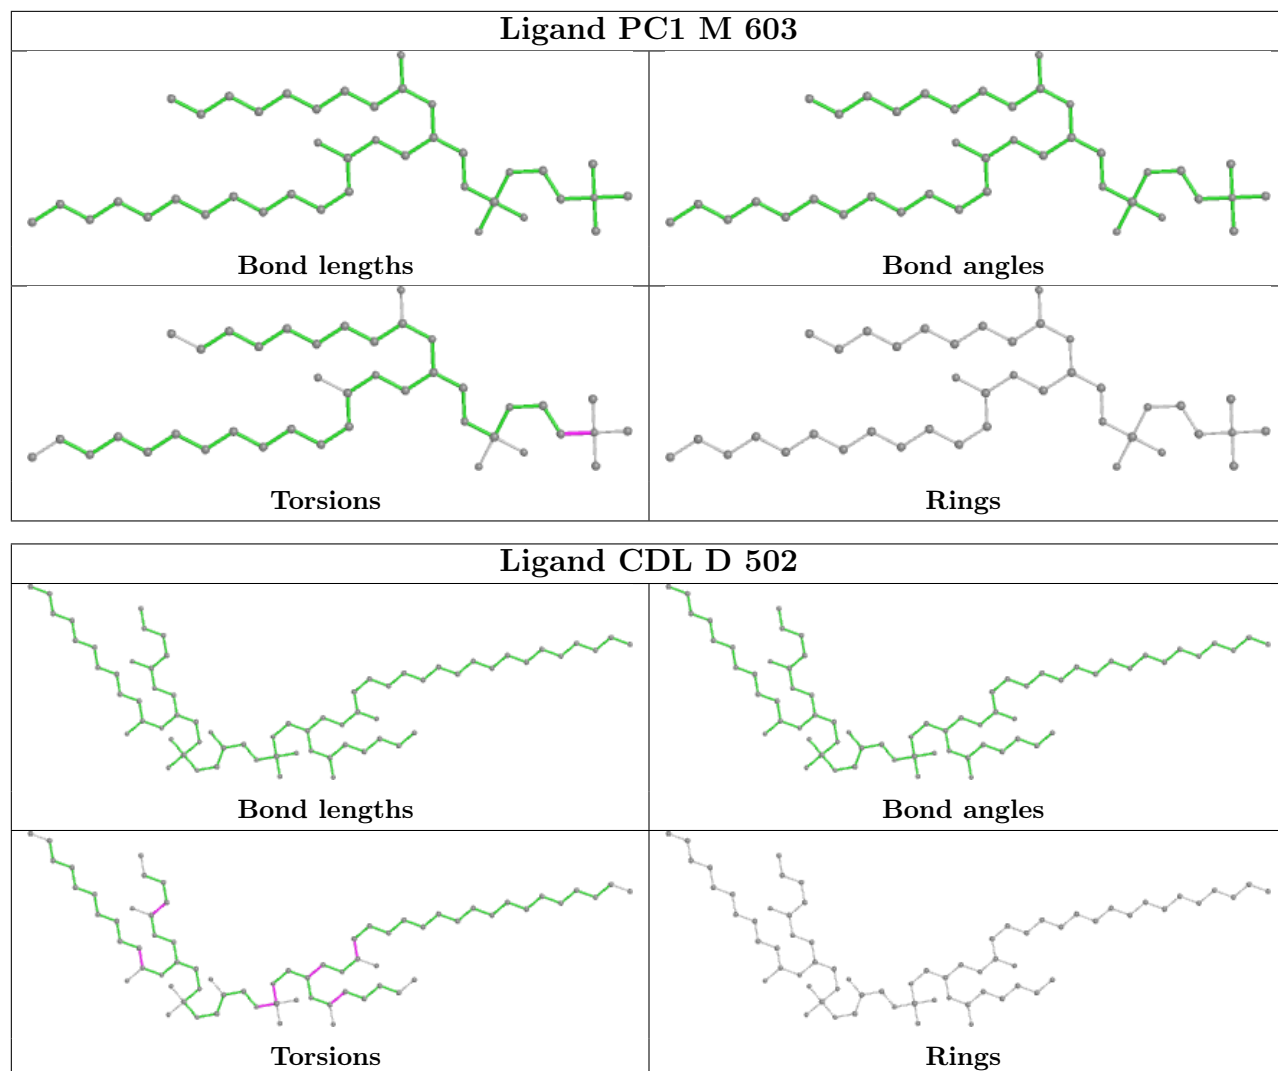 Ligand PC1 M 603
Bond lengths
Bond angles
Torsions
Rings
Ligand CDL D 502
Bond lengths
Bond angles
Torsions
Rings